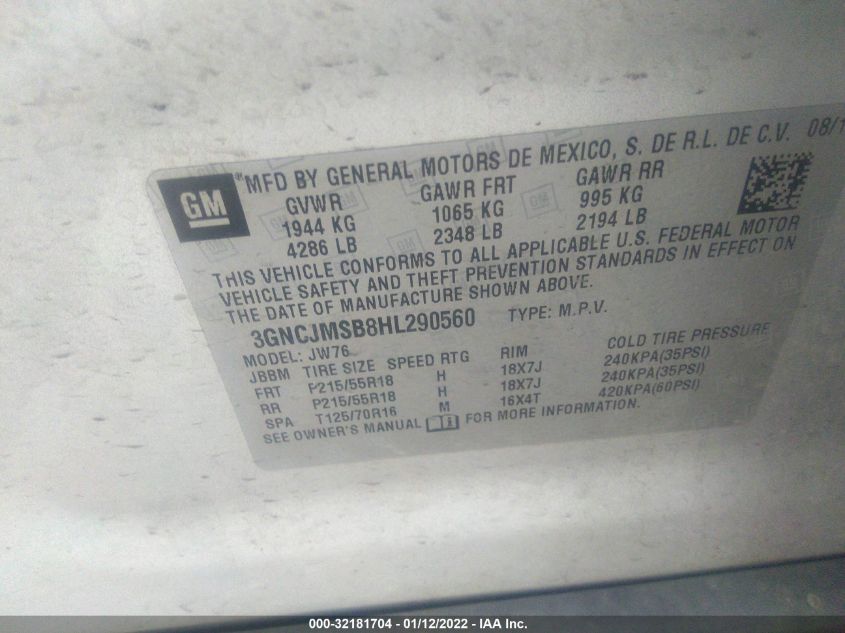 GM ®MFD BY GENERAL MOTORS DE MEXICO, S. DE R.L. DE C.V. 08/1
GVWR GAWR FRT GAWR RR
1944 KG 1065 KG 995 KG
4286 LB 2348 LB 2194 LB
THIS VEHICLE CONFORMS TO ALL APPLICABLE U.S. FEDERAL MOTOR
VEHICLE SAFETY AND THEFT PREVENTION STANDARDS IN EFFECT ON
THE DATE OF MANUFACTURE SHOWN ABOVE.
3GNCJMSB8HL290560 TYPE: M.P.V.
MODEL: JW76
JBBM TIRE SIZE SPEED RTG RIM COLD TIRE PRESSURE
FRT P215/55R18 H 18X7J 240KPA(35PSI)
RR P215/55R18 H 18X7J 240KPA(35PSI)
SPA T125/70R16 M 16X4T 420KPA(60PSI)
SEE OWNER'S MANUAL FOR MORE INFORMATION.
000-32181704 - 01/12/2022 - IAA Inc.